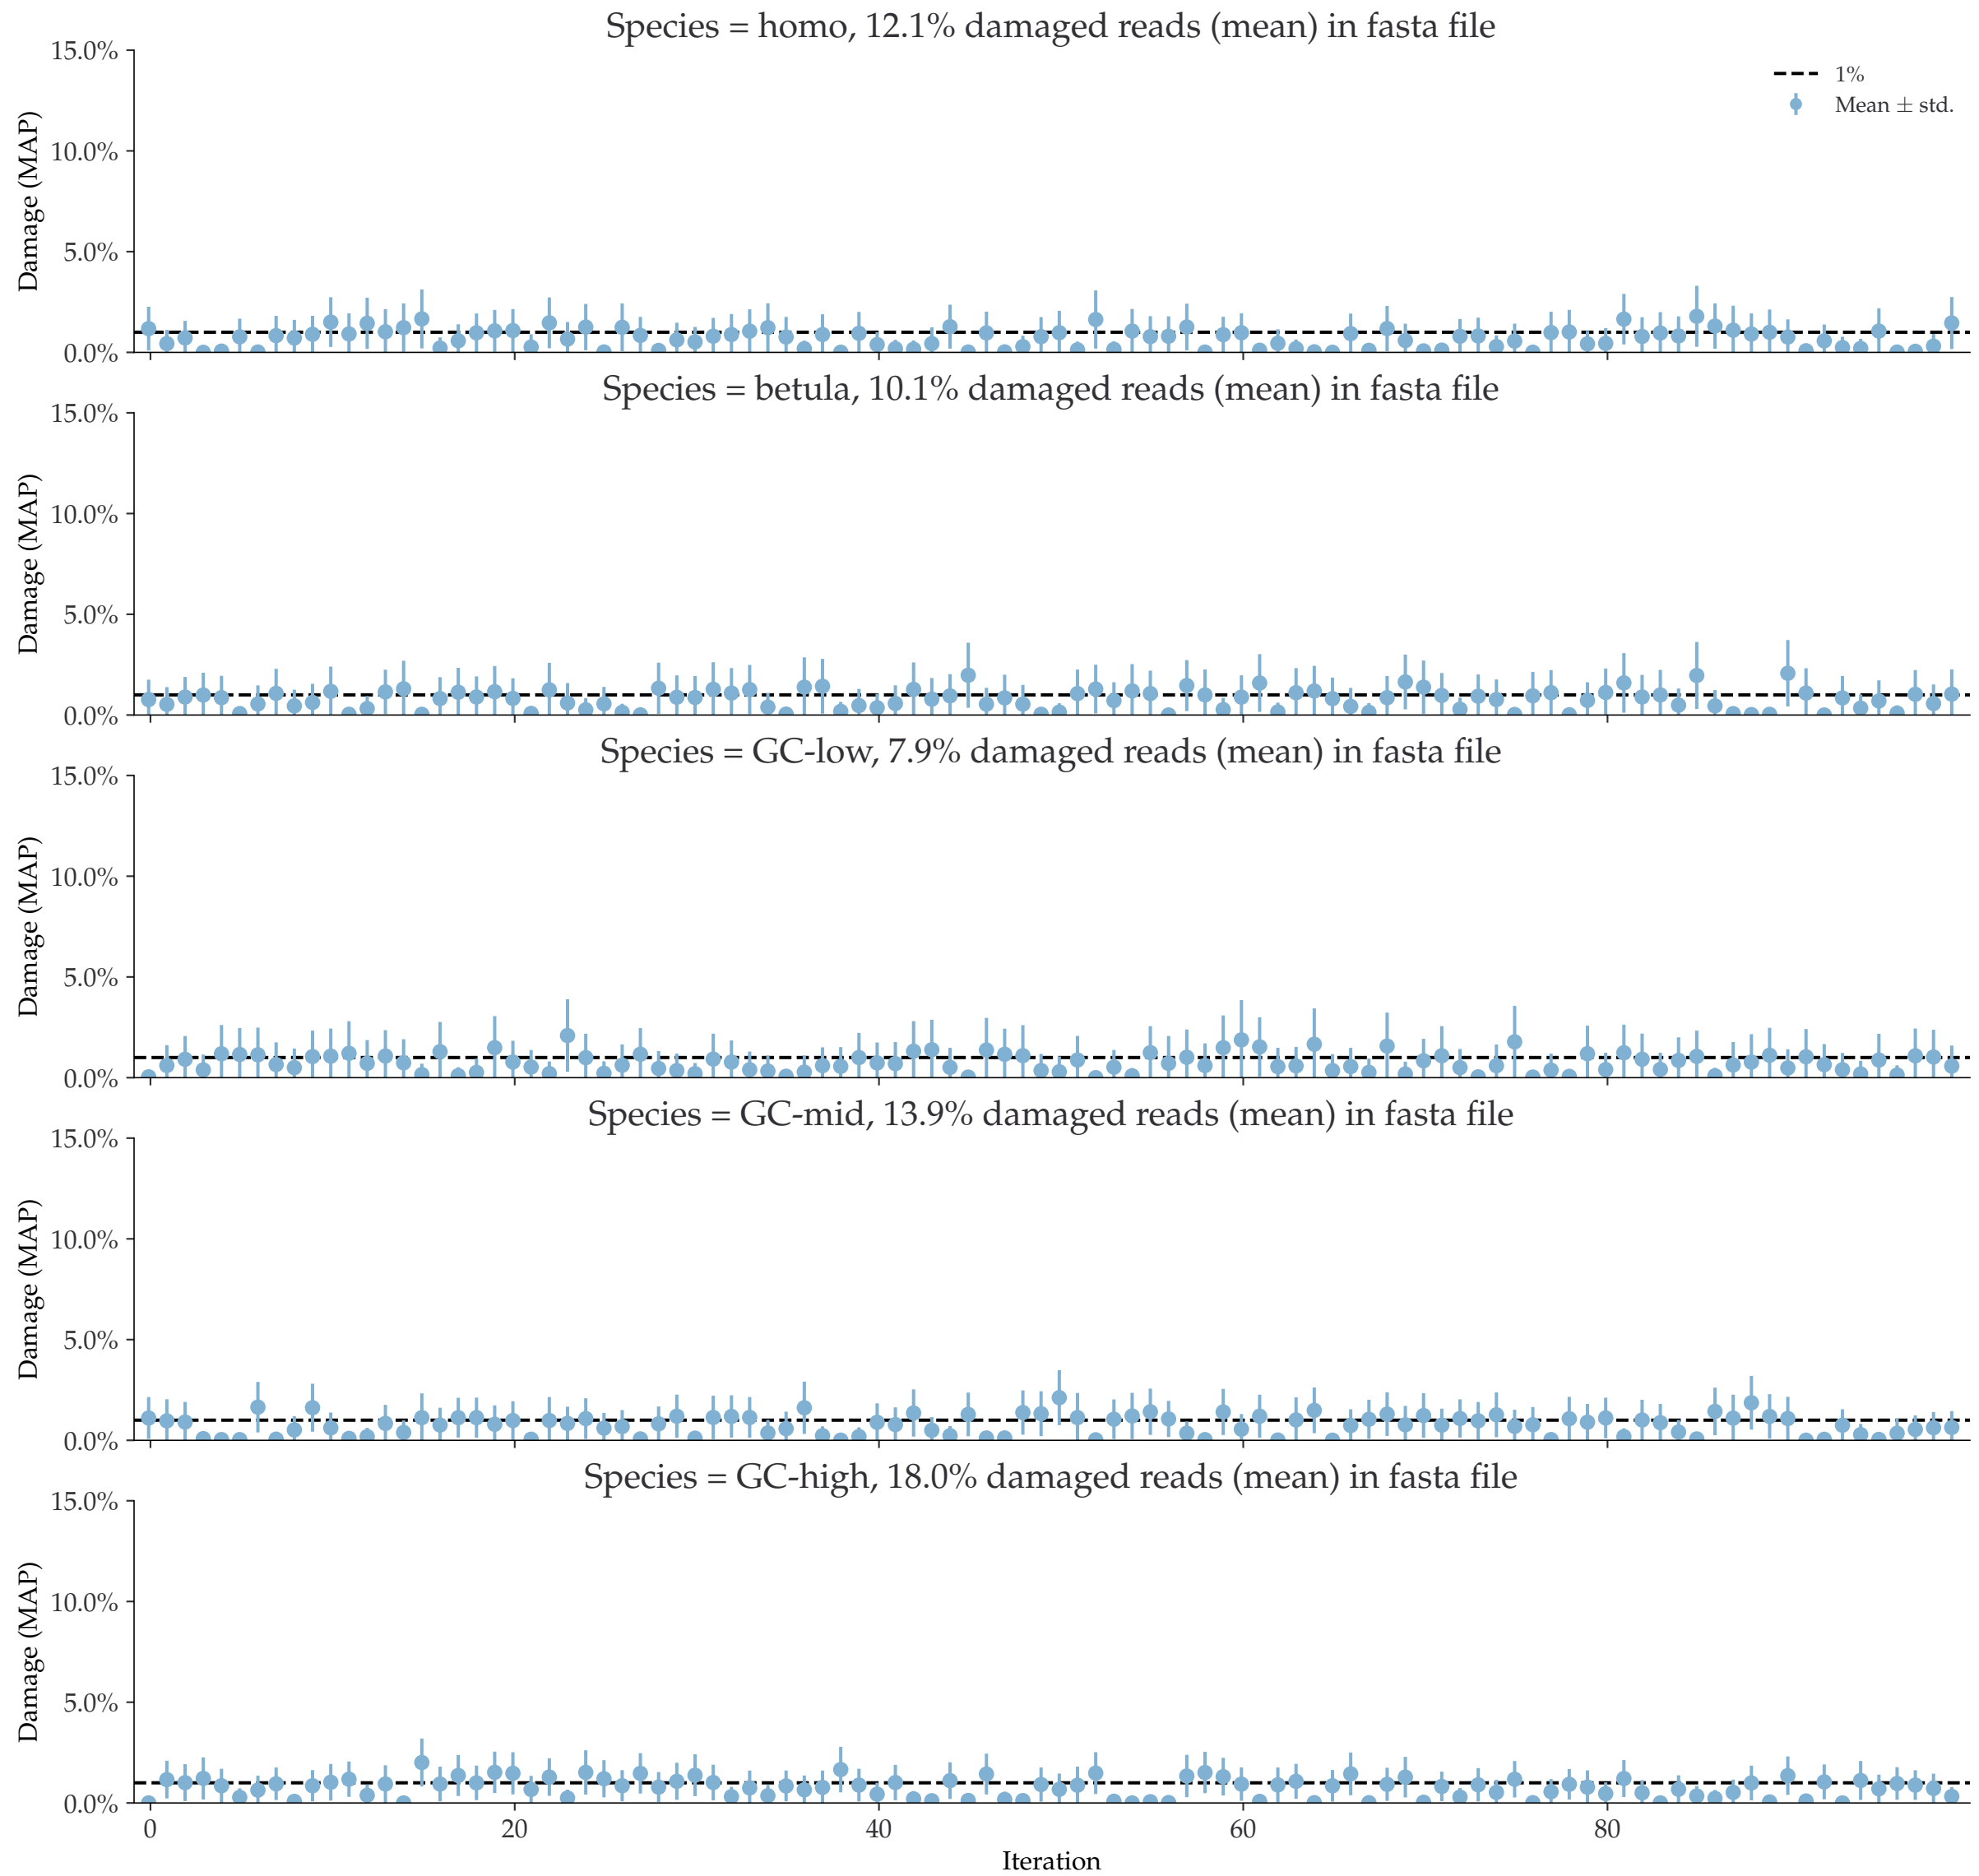 Species = homo, 12.1% damaged reads (mean) in fasta file
15.0%
10.0%
5.0%
0.0%
Damage (MAP)
1%
Mean ± std.
Species = betula, 10.1% damaged reads (mean) in fasta file
15.0%
10.0%
5.0%
0.0%
Damage (MAP)
Species = GC-low, 7.9% damaged reads (mean) in fasta file
15.0%
10.0%
5.0%
0.0%
Damage (MAP)
Species = GC-mid, 13.9% damaged reads (mean) in fasta file
15.0%
10.0%
5.0%
0.0%
Damage (MAP)
Species = GC-high, 18.0% damaged reads (mean) in fasta file
15.0%
10.0%
5.0%
0.0%
Damage (MAP)
0 20 40 60 80
Iteration